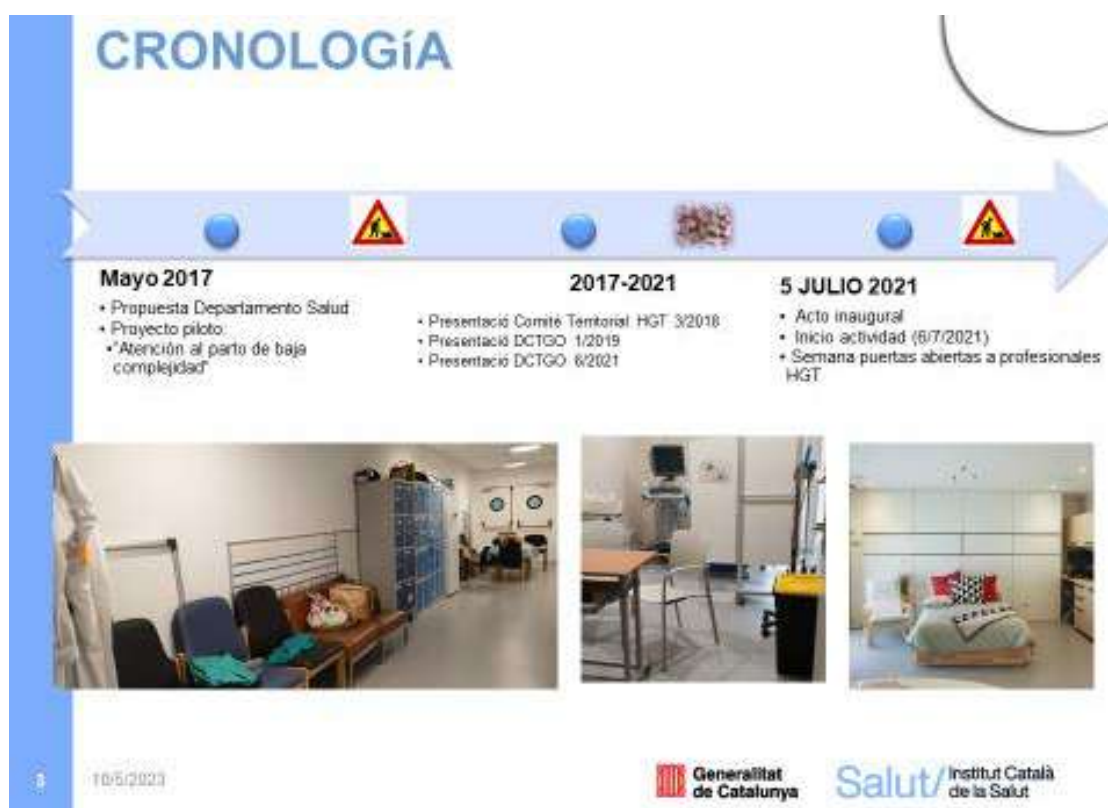 CRONOLOGíA
Mayo 2017
• Propuesta Departamento Salud
• Proyecto piloto:
•"Atención al parto de baja
complejidad"
2017-2021
• Presentació Comité Territorial HGT 3/2018
• Presentació DCTGO 1/2019
• Presentació DCTGO 6/2021
5 JULIO 2021
• Acto inaugural
• Inicio actividad (6/7/2021)
• Semana puertas abiertas a profesionales
HGT
10/5/2023
Generalitat
de Catalunya
Salut/
Institut Català
de la Salut